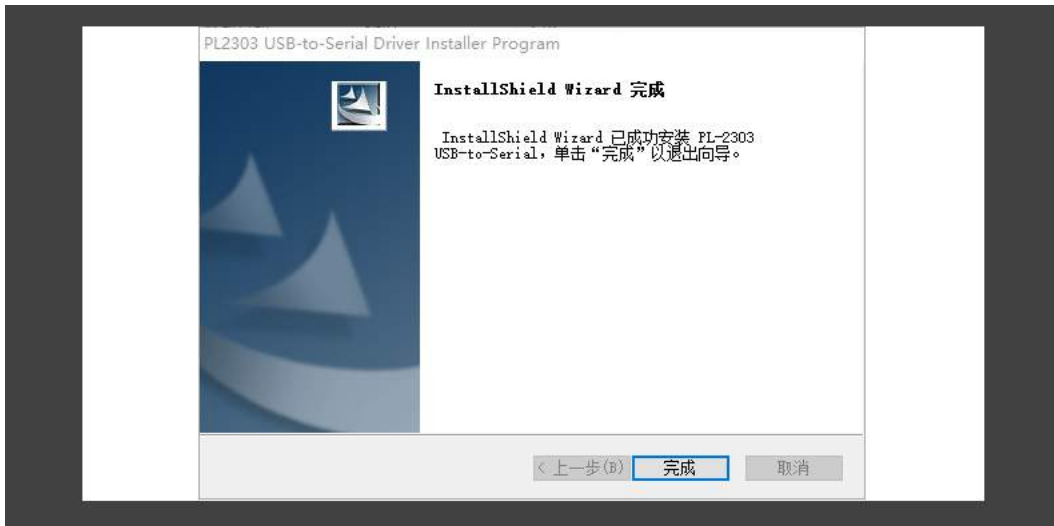 PL2303 USB-to-Serial Driver Installer Program
InstallShield Wizard 完成
InstallShield Wizard 已成功安装 PL-2303
USB-to-Serial，单击“完成”以退出向导。
< 上一步(B)
完成
取消